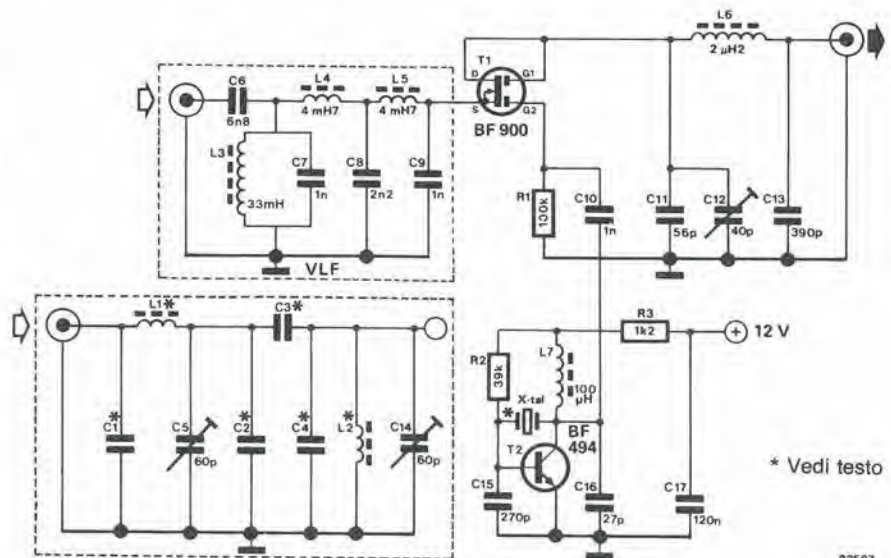 L6
2 µH2
T1
D
G1
S
G2
BF 900
C6
6n8
L4
4 mH7
L5
4 mH7
L3
33mH
C7
1n
C8
2n2
C9
1n
VLF
R1
100k
C10
1n
C11
56p
C12
40p
C13
390p
L1*
C3*
*
C1
C5
60p
*
C2
*
C4
*
L2
C14
60p
R3
1k2
+ 12 V
R2
39k
L7
100
µH
* X-tal
BF
494
T2
C15
270p
C16
27p
C17
120n
* Vedi testo